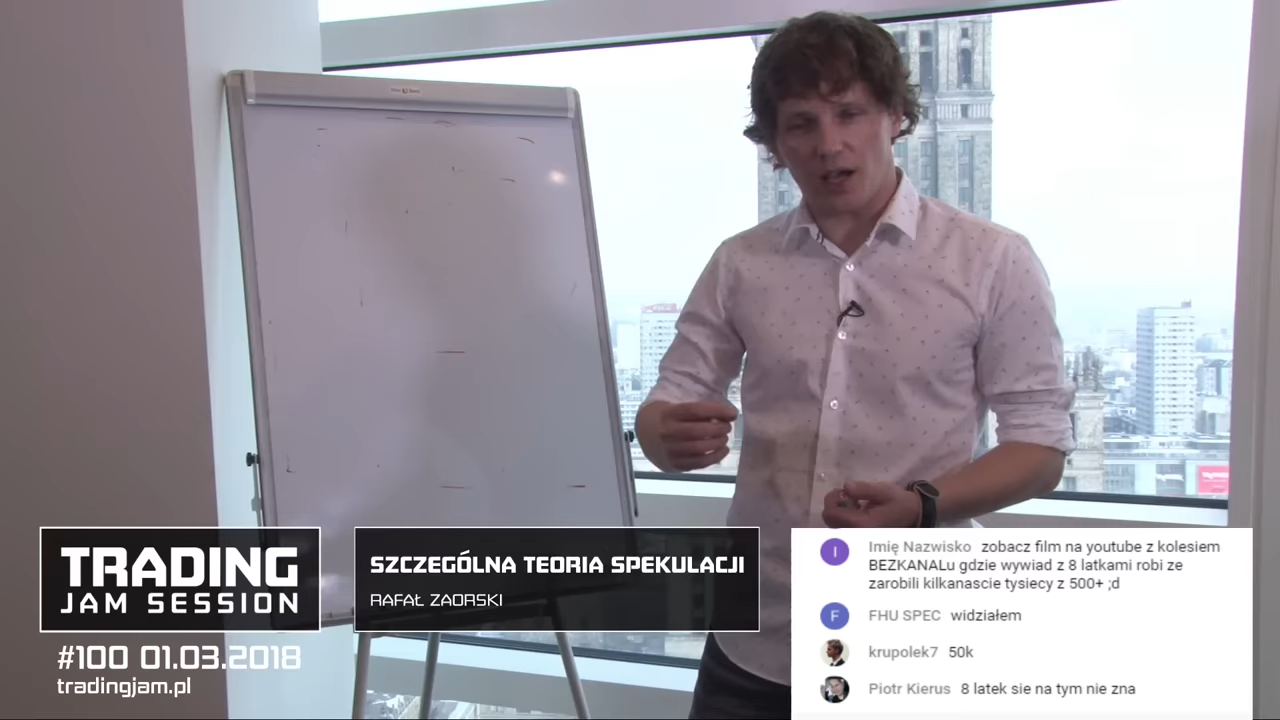 TRADING
JAM SESSION
#100 01.03.2018
tradingjam.pl
SZCZEGÓLNA TEORIA SPEKULACJI
RAFAŁ ZAORSKI
I
Imię Nazwisko zobacz film na youtube z kolesiem
BEZKANALu gdzie wywiad z 8 latkami robi ze
zarobili kilkanascie tysiecy z 500+ ;d
F
FHU SPEC widziałem
krupolek7 50k
Piotr Kierus 8 latek sie na tym nie zna